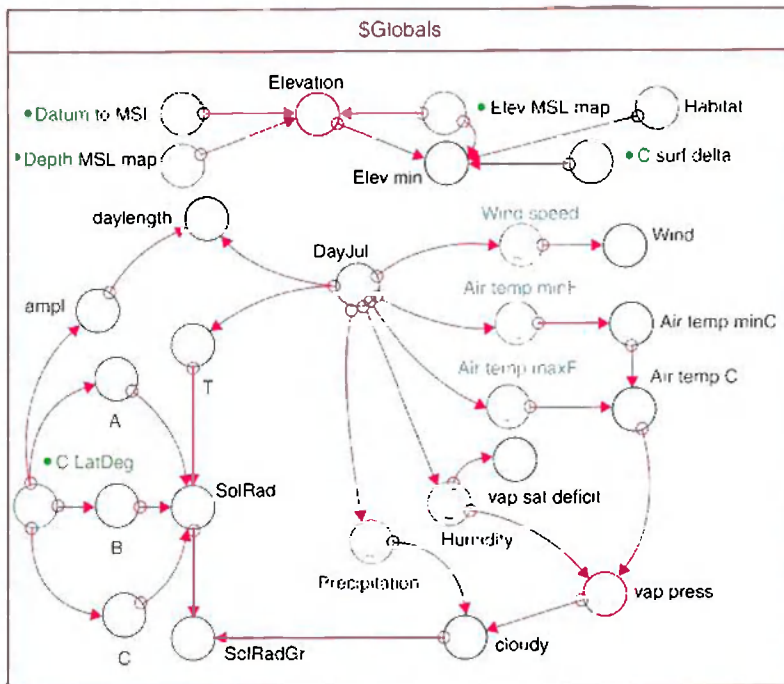 $Globals
Elevation
Datum to MSI
Elev MSL map
Habitat
Depth MSL map
Elev min
C surf delta
daylength
Wind speed
DayJul
Wind
ampl
Air temp minF
Air temp minC
T
Air temp maxF
Air temp C
A
C LatDeg
SolRad
vap sat deficit
B
Humidity
Precipitation
vap press
C
SolRadGr
cloudy